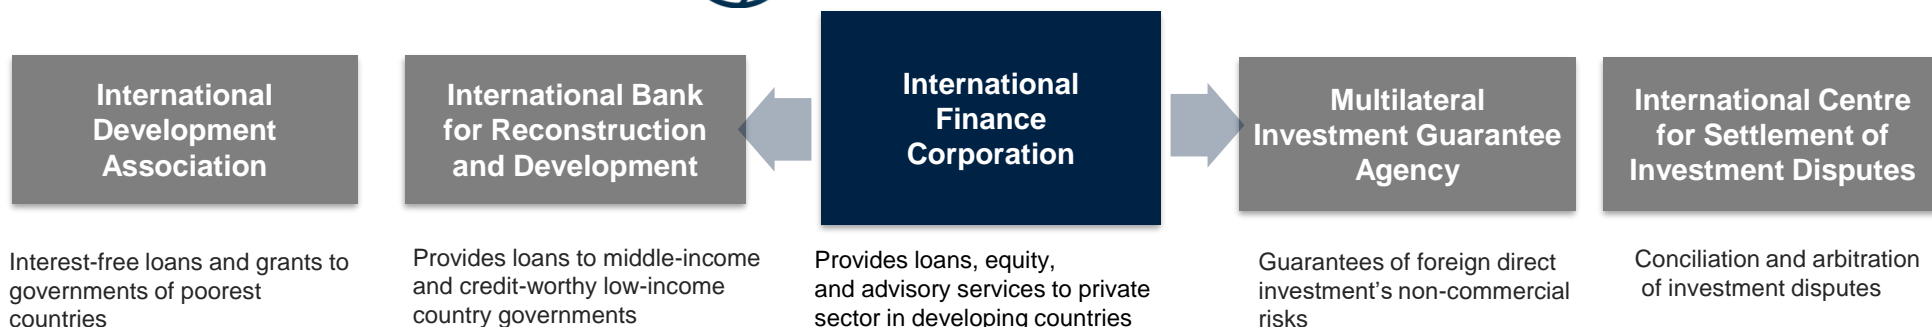 International
Development
Association
International Bank
for Reconstruction
and Development
International
Finance
Corporation
Multilateral
Investment Guarantee
Agency
International Centre
for Settlement of
Investment Disputes
Interest-free loans and grants to
governments of poorest
countries
Provides loans to middle-income
and credit-worthy low-income
country governments
Provides loans, equity,
and advisory services to private
sector in developing countries
Guarantees of foreign direct
investment's non-commercial
risks
Conciliation and arbitration
of investment disputes